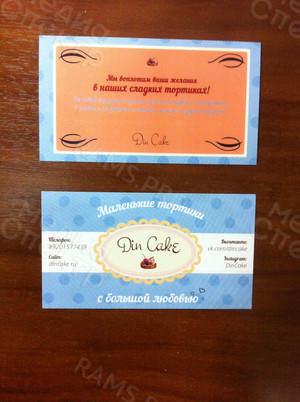 Мы воплотим ваши желания
в наших сладких тортиках!
Din Cake
Маленькие тортики
Телефон:
89201577439
Сайт:
dincake.ru
Din Cake
Вконтакте:
vk.com/dincake
Instagram:
DinCake
с большой любовью